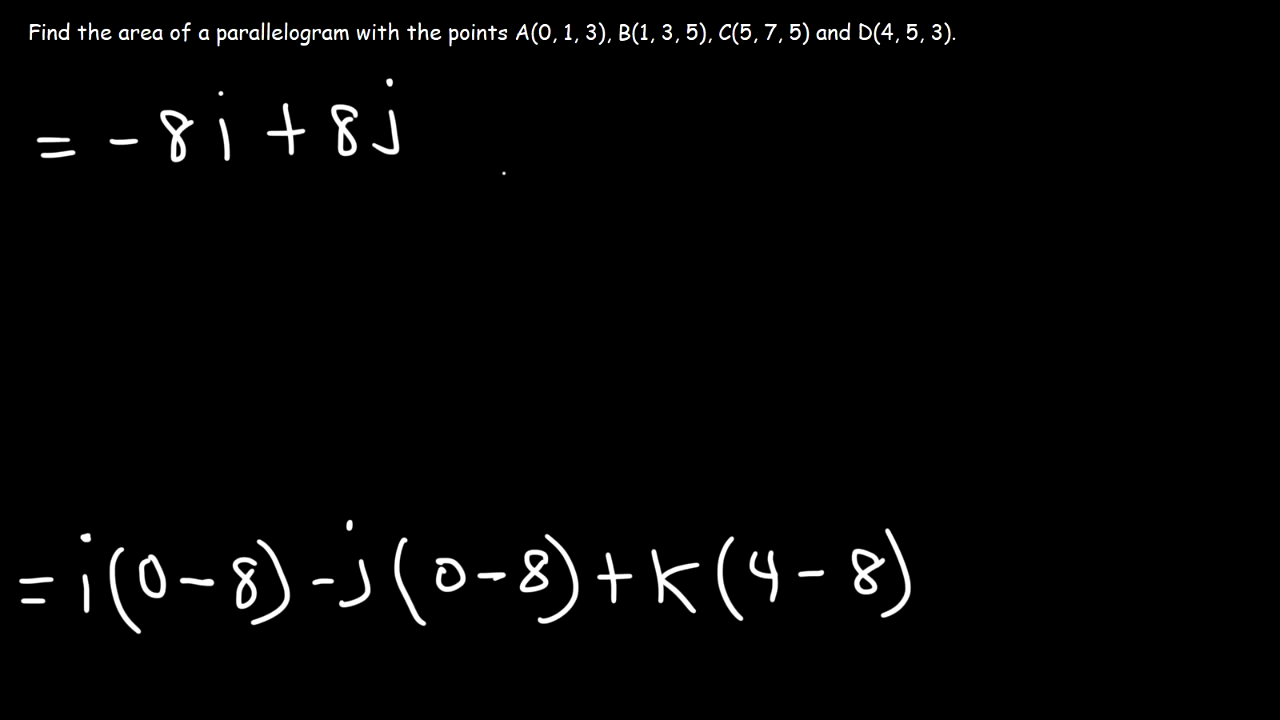 Find the area of a parallelogram with the points A(0, 1, 3), B(1, 3, 5), C(5, 7, 5) and D(4, 5, 3).
= - 8i + 8j
= i(0 - 8) - j(0 - 8) + k(4 - 8)